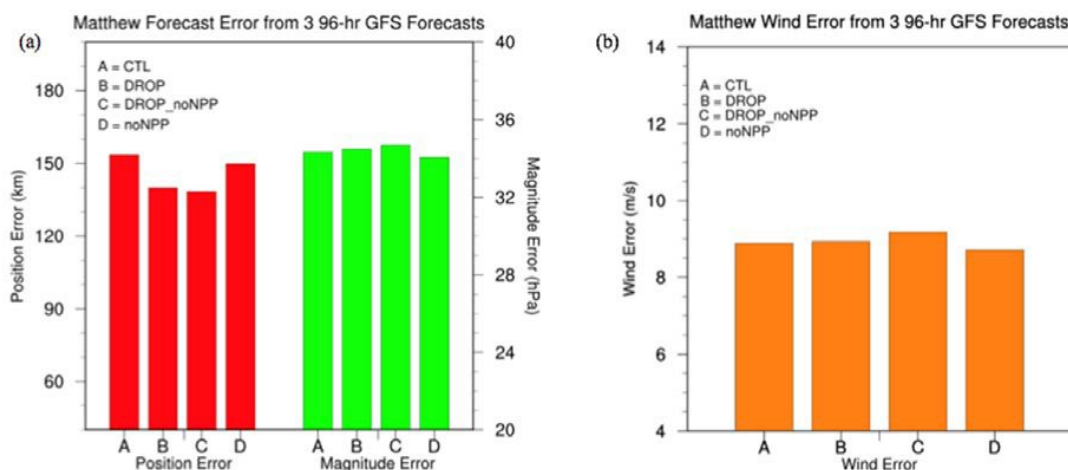 Matthew Forecast Error from 3 96-hr GFS Forecasts
(a)
A = CTL
B = DROP
C = DROP_noNPP
D = noNPP
Position Error (km)
180
150
120
90
60
40
36
32
28
24
20
Magnitude Error (hPa)
A B C D A B C D
Position Error Magnitude Error
Matthew Wind Error from 3 96-hr GFS Forecasts
(b)
A = CTL
B = DROP
C = DROP_noNPP
D = noNPP
Wind Error (m/s)
14
12
10
8
6
4
A B C D
Wind Error